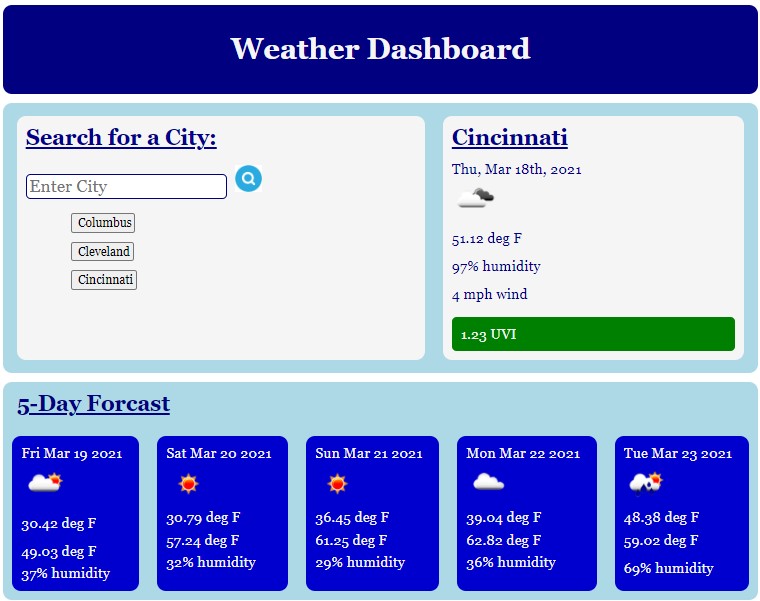 Weather Dashboard
Search for a City:
Enter City
Columbus
Cleveland
Cincinnati
Cincinnati
Thu, Mar 18th, 2021
51.12 deg F
97% humidity
4 mph wind
1.23 UVI
5-Day Forcast
Fri Mar 19 2021
30.42 deg F
49.03 deg F
37% humidity
Sat Mar 20 2021
30.79 deg F
57.24 deg F
32% humidity
Sun Mar 21 2021
36.45 deg F
61.25 deg F
29% humidity
Mon Mar 22 2021
39.04 deg F
62.82 deg F
36% humidity
Tue Mar 23 2021
48.38 deg F
59.02 deg F
69% humidity